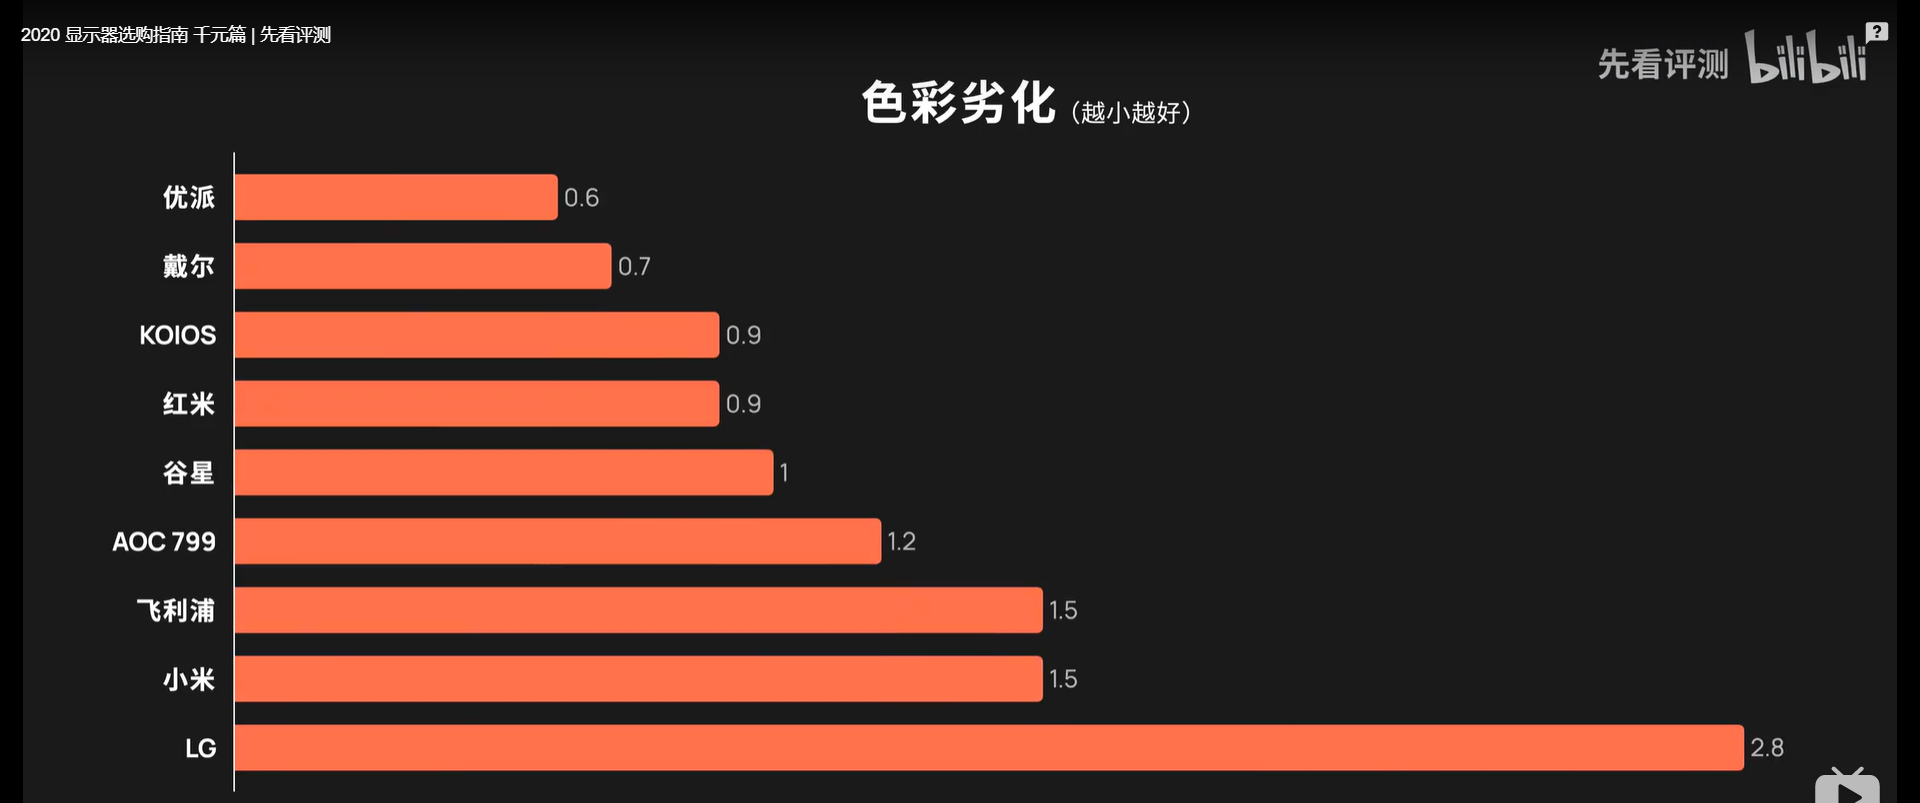 2020 显示器选购指南 千元篇 | 先看评测
先看评测 bilibili
?
色彩劣化（越小越好）
优派 0.6
戴尔 0.7
KOIOS 0.9
红米 0.9
谷星 1
AOC 799 1.2
飞利浦 1.5
小米 1.5
LG 2.8